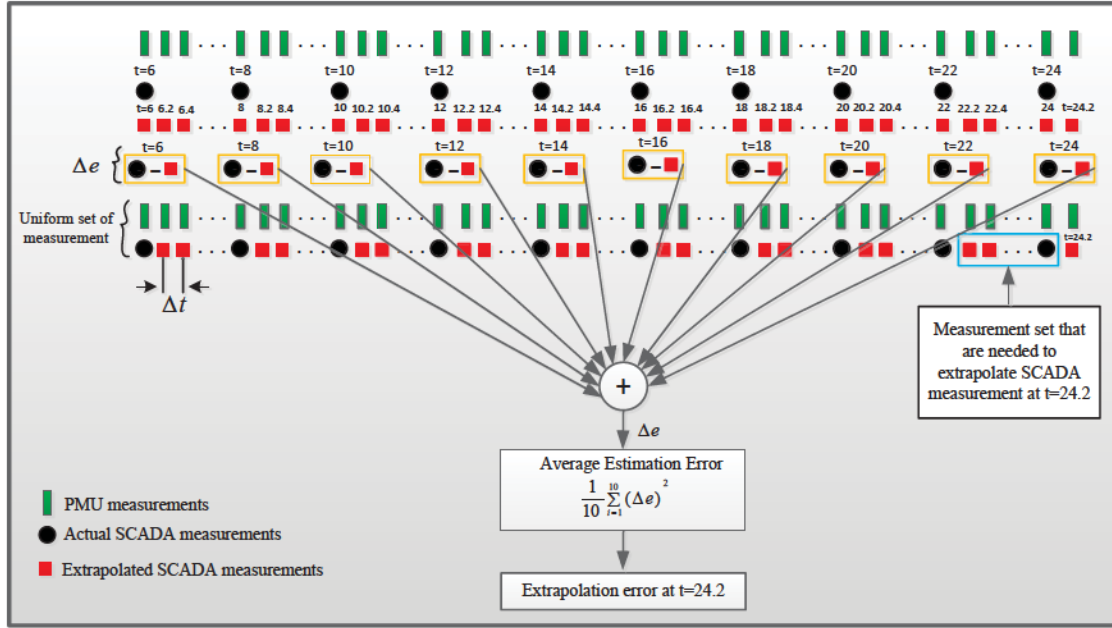 t=6 t=8 t=10 t=12 t=14 t=16 t=18 t=20 t=22 t=24
t=6 6.2 6.4 8 8.2 8.4 10 10.2 10.4 12 12.2 12.4 14 14.2 14.4 16 16.2 16.4 18 18.2 18.4 20 20.2 20.4 22 22.2 22.4 24 t=24.2
t=6 t=8 t=10 t=12 t=14 t=16 t=18 t=20 t=22 t=24
Δe
Uniform set of
measurement
t=24.2
Δt
Measurement set that
are needed to
extrapolate SCADA
measurement at t=24.2
+
Δe
Average Estimation Error
1/10 10∑i=1 (Δe)²
PMU measurements
Actual SCADA measurements
Extrapolated SCADA measurements
Extrapolation error at t=24.2